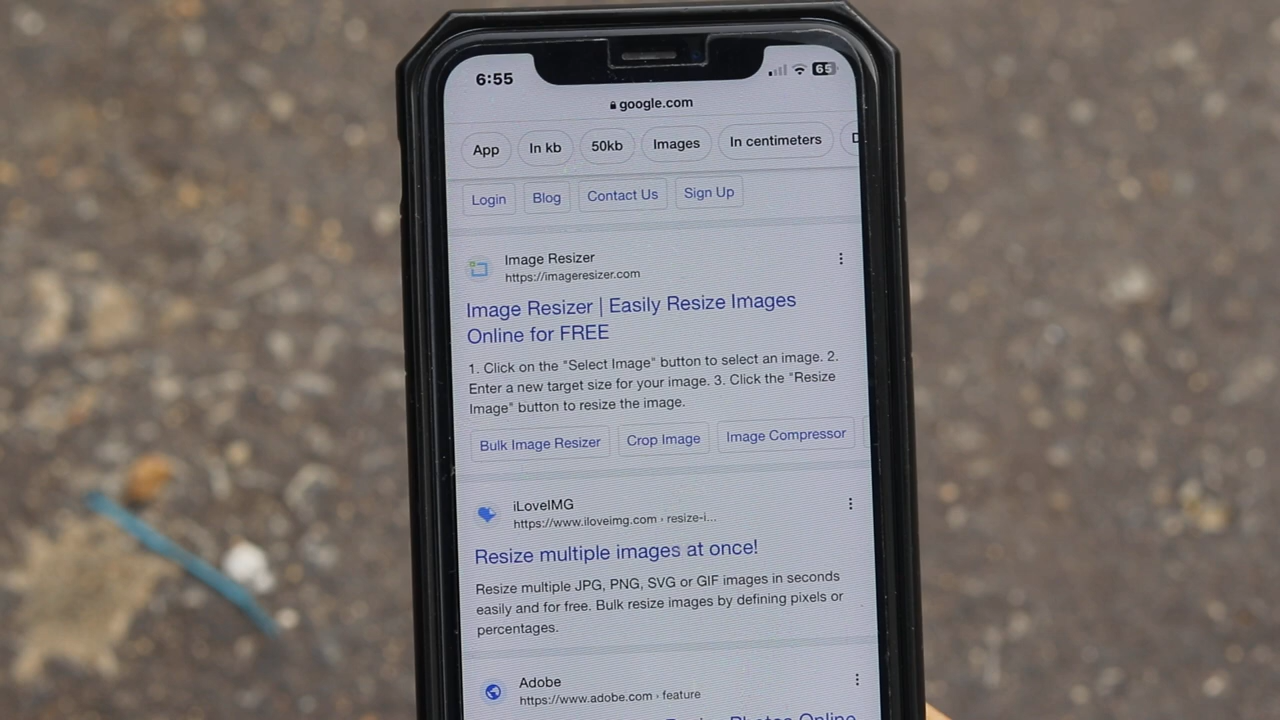 6:55
65
google.com
App In kb 50kb Images In centimeters
Login Blog Contact Us Sign Up
Image Resizer
https://imageresizer.com
Image Resizer | Easily Resize Images
Online for FREE
1. Click on the "Select Image" button to select an image. 2.
Enter a new target size for your image. 3. Click the "Resize
Image" button to resize the image.
Bulk Image Resizer Crop Image Image Compressor
iLoveIMG
https://www.iloveimg.com › resize-i...
Resize multiple images at once!
Resize multiple JPG, PNG, SVG or GIF images in seconds
easily and for free. Bulk resize images by defining pixels or
percentages.
Adobe
https://www.adobe.com › feature
Photos Online